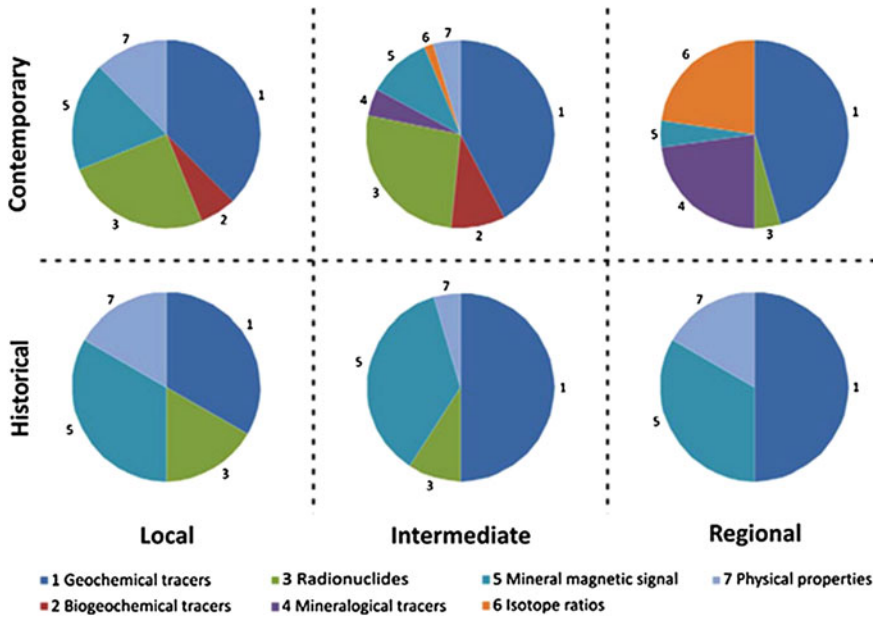 Contemporary
7
1
5
3
2
6
7
5
4
1
3
2
6
1
5
4
3
Historical
7
1
5
3
7
5
1
3
7
5
1
Local
Intermediate
Regional
1 Geochemical tracers
3 Radionuclides
5 Mineral magnetic signal
7 Physical properties
2 Biogeochemical tracers
4 Mineralogical tracers
6 Isotope ratios